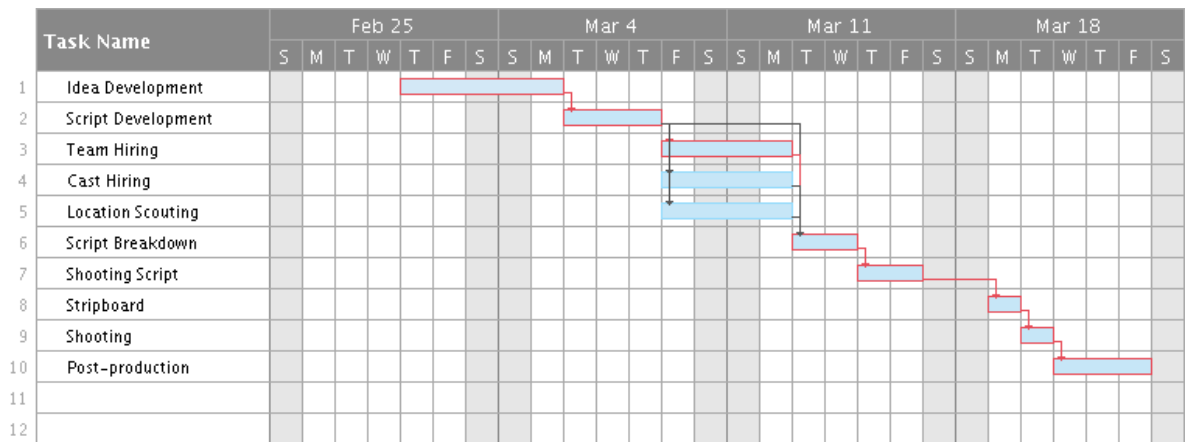 Task Name Feb 25 Mar 4 Mar 11 Mar 18
S M T W T F S S M T W T F S S M T W T F S S M T W T F S
1 Idea Development
2 Script Development
3 Team Hiring
4 Cast Hiring
5 Location Scouting
6 Script Breakdown
7 Shooting Script
8 Stripboard
9 Shooting
10 Post-production
11
12